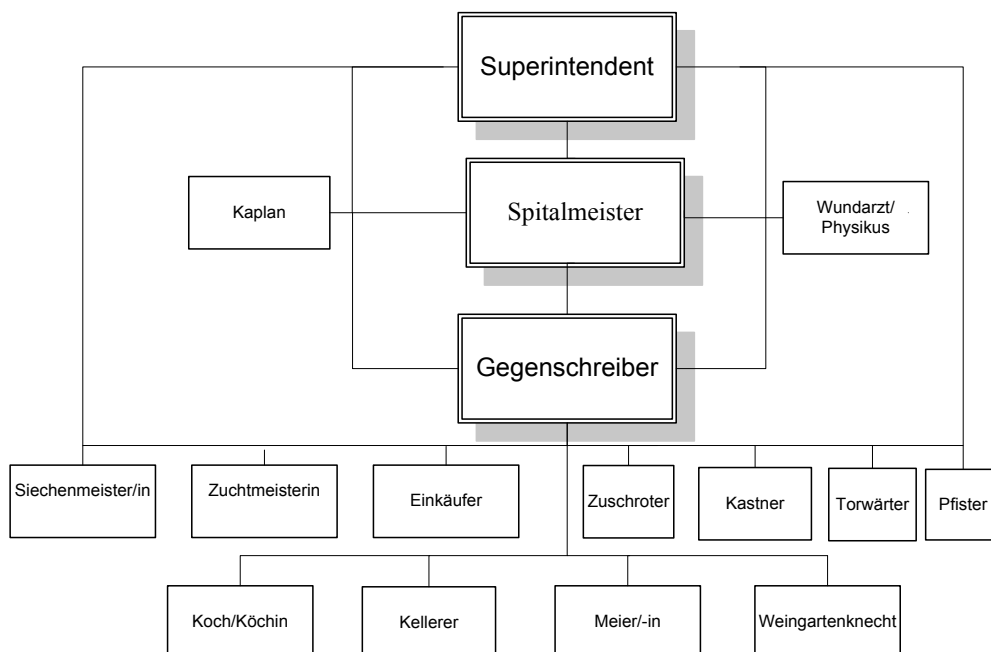 Superintendent
Kaplan
Spitalmeister
Wundarzt/
Physikus
Gegenschreiber
Siechenmeister/in
Zuchtmeisterin
Einkäufer
Zuschroter
Kastner
Torwärter
Pfister
Koch/Köchin
Kellerer
Meier/-in
Weingartenknecht